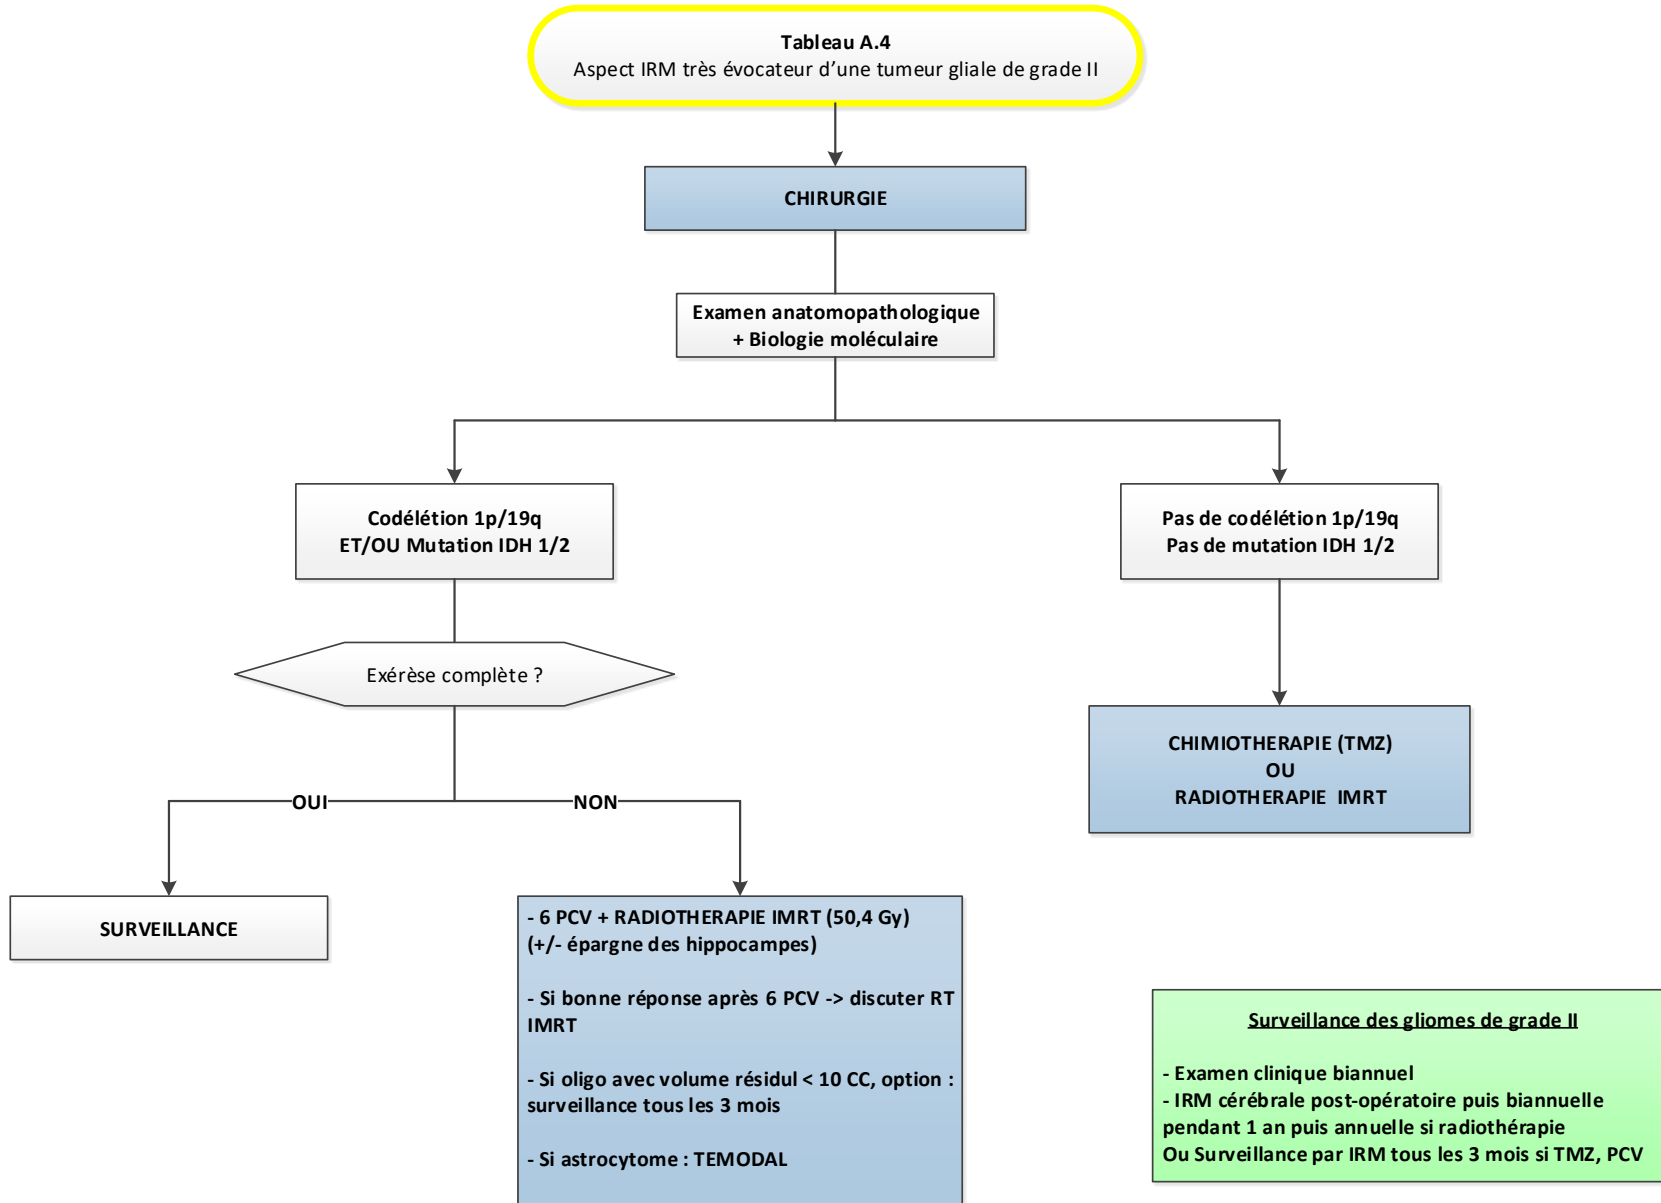 Tableau A.4
Aspect IRM très évocateur d’une tumeur gliale de grade II
CHIRURGIE
Examen anatomopathologique
+ Biologie moléculaire
Codélétion 1p/19q
ET/OU Mutation IDH 1/2
Pas de codélétion 1p/19q
Pas de mutation IDH 1/2
Exérèse complète ?
CHIMIOTHERAPIE (TMZ)
OU
RADIOTHERAPIE IMRT
OUI
NON
SURVEILLANCE
- 6 PCV + RADIOTHERAPIE IMRT (50,4 Gy)
(+/- épargne des hippocampes)
- Si bonne réponse après 6 PCV -> discuter RT
IMRT
- Si oligo avec volume résidul < 10 CC, option :
surveillance tous les 3 mois
- Si astrocytome : TEMODAL
Surveillance des gliomes de grade II
- Examen clinique biannuel
- IRM cérébrale post-opératoire puis biannuelle
pendant 1 an puis annuelle si radiothérapie
Ou Surveillance par IRM tous les 3 mois si TMZ, PCV